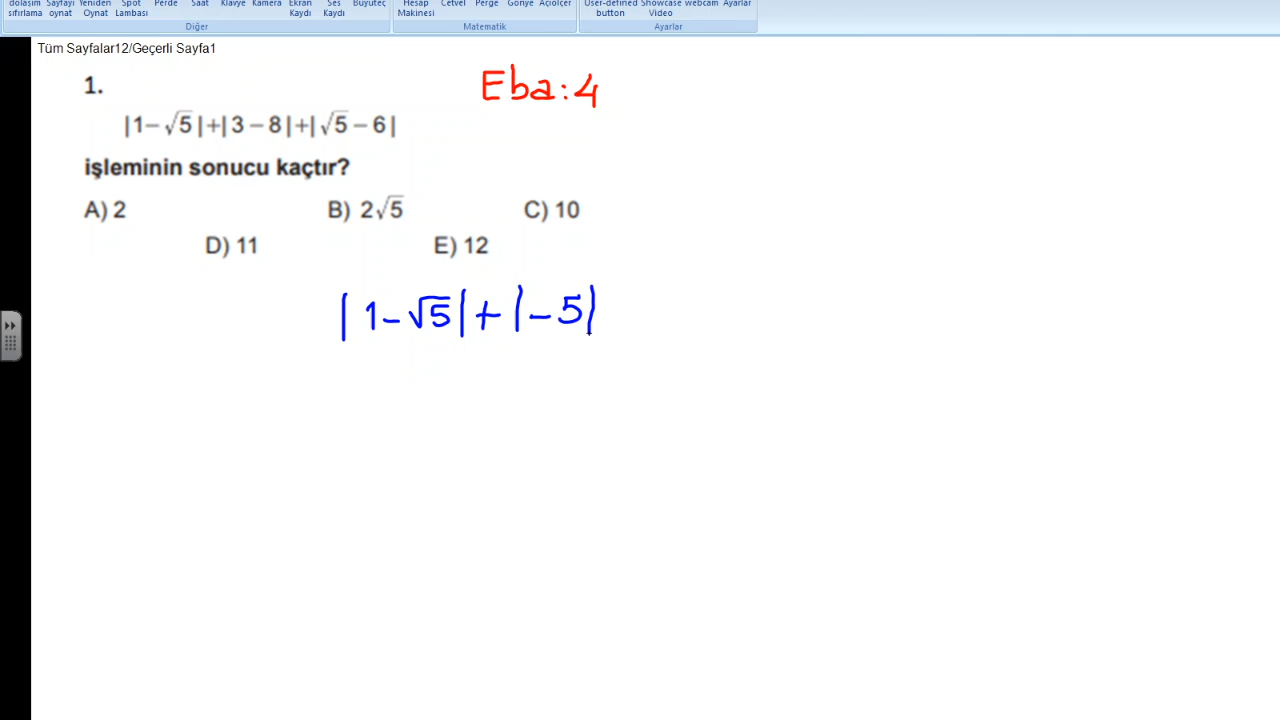 dolaşım Sayfayı Yeniden Perde Saat Klavye Kamera Ekran Ses Büyüteç Hesap Cetvel Perge Gönye Açıölçer User-defined Showcase webcam Ayarlar
sıfırlama oynat Oynat Lambası Kaydı Kaydı Makinesi button Video
Diğer Matematik Ayarlar
Tüm Sayfalar12/Geçerli Sayfa1
1.
Eba:4
|1-√5|+|3-8|+|√5-6|
işleminin sonucu kaçtır?
A) 2 B) 2√5 C) 10
D) 11 E) 12
|1-√5|+|-5|